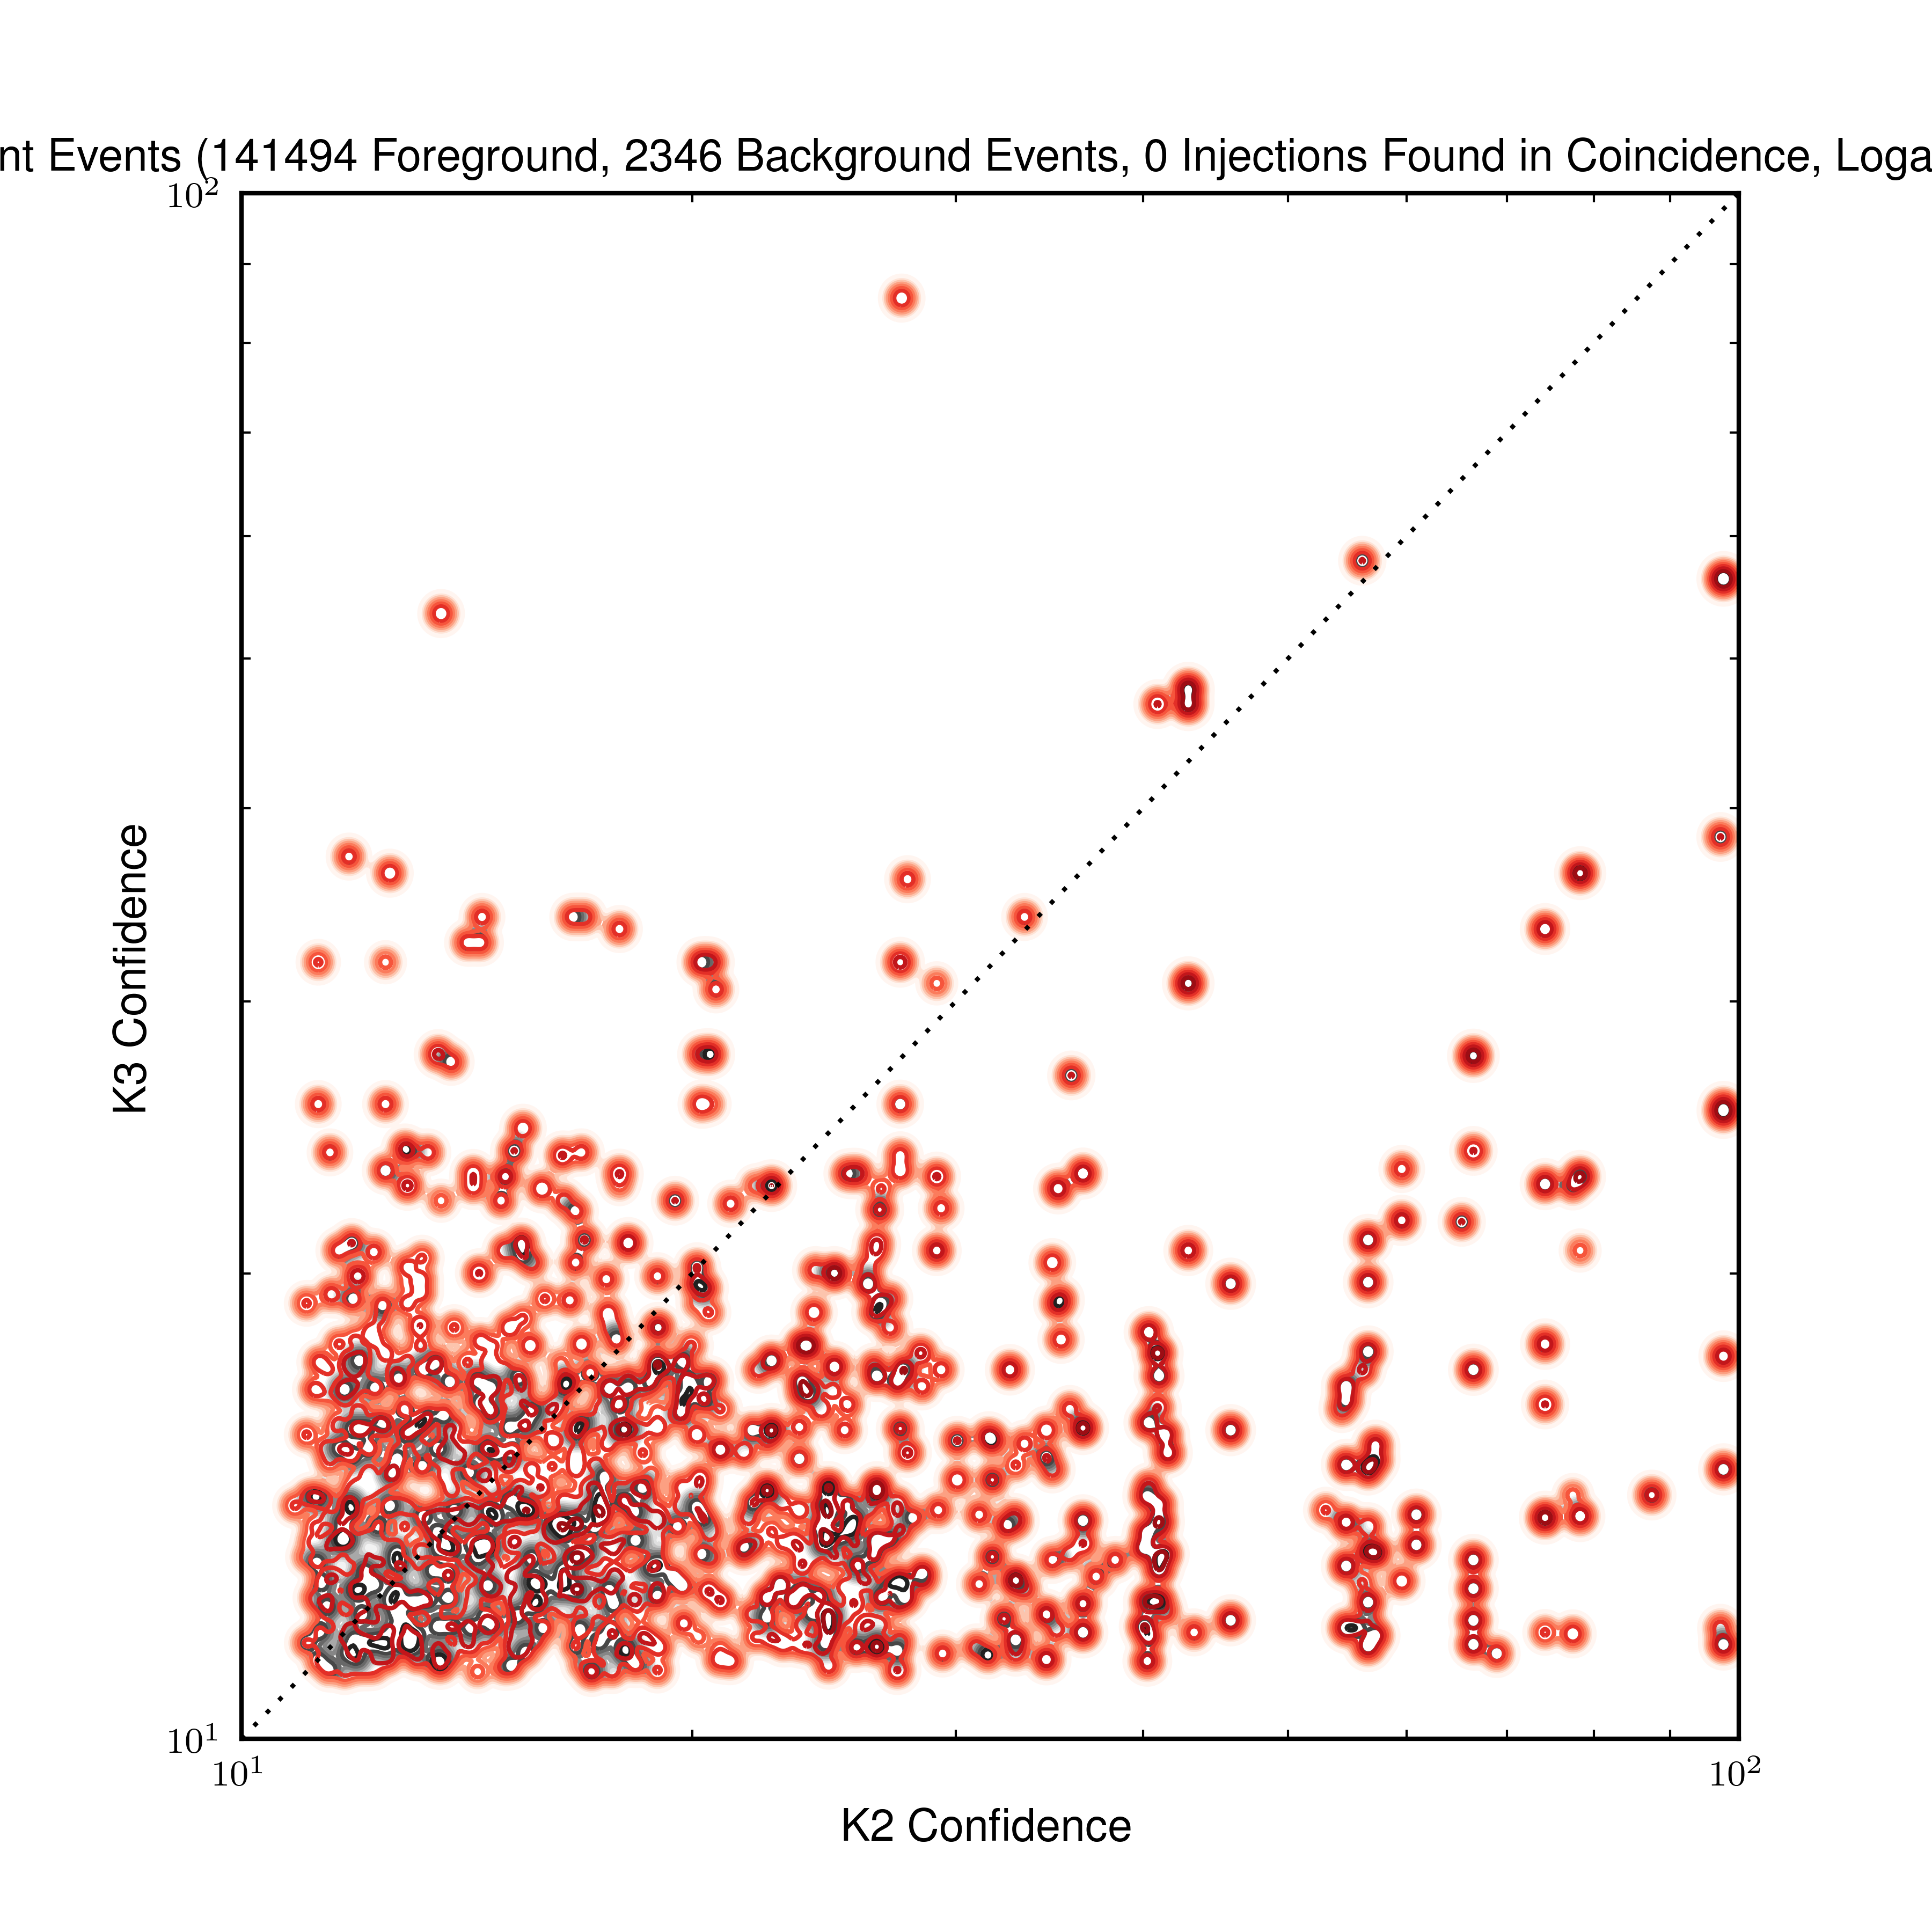 nt Events (141494 Foreground, 2346 Background Events, 0 Injections Found in Coincidence, Loga
10²
K3 Confidence
10¹
10¹
10²
K2 Confidence